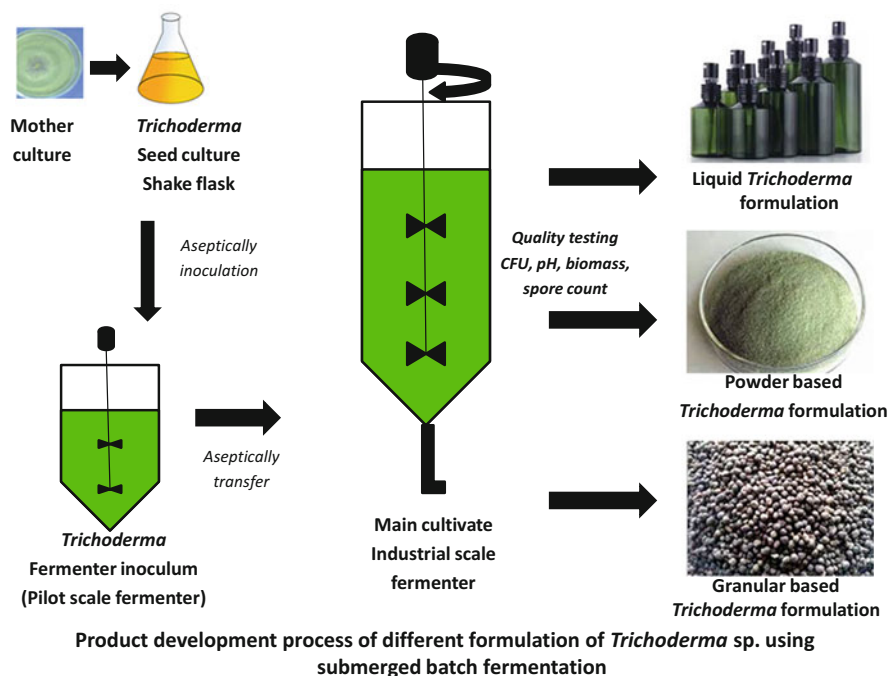 Mother
culture
Trichoderma
Seed culture
Shake flask
Aseptically
inoculation
Trichoderma
Fermenter inoculum
(Pilot scale fermenter)
Aseptically
transfer
Main cultivate
Industrial scale
fermenter
Quality testing
CFU, pH, biomass,
spore count
Liquid Trichoderma
formulation
Powder based
Trichoderma formulation
Granular based
Trichoderma formulation
Product development process of different formulation of Trichoderma sp. using
submerged batch fermentation